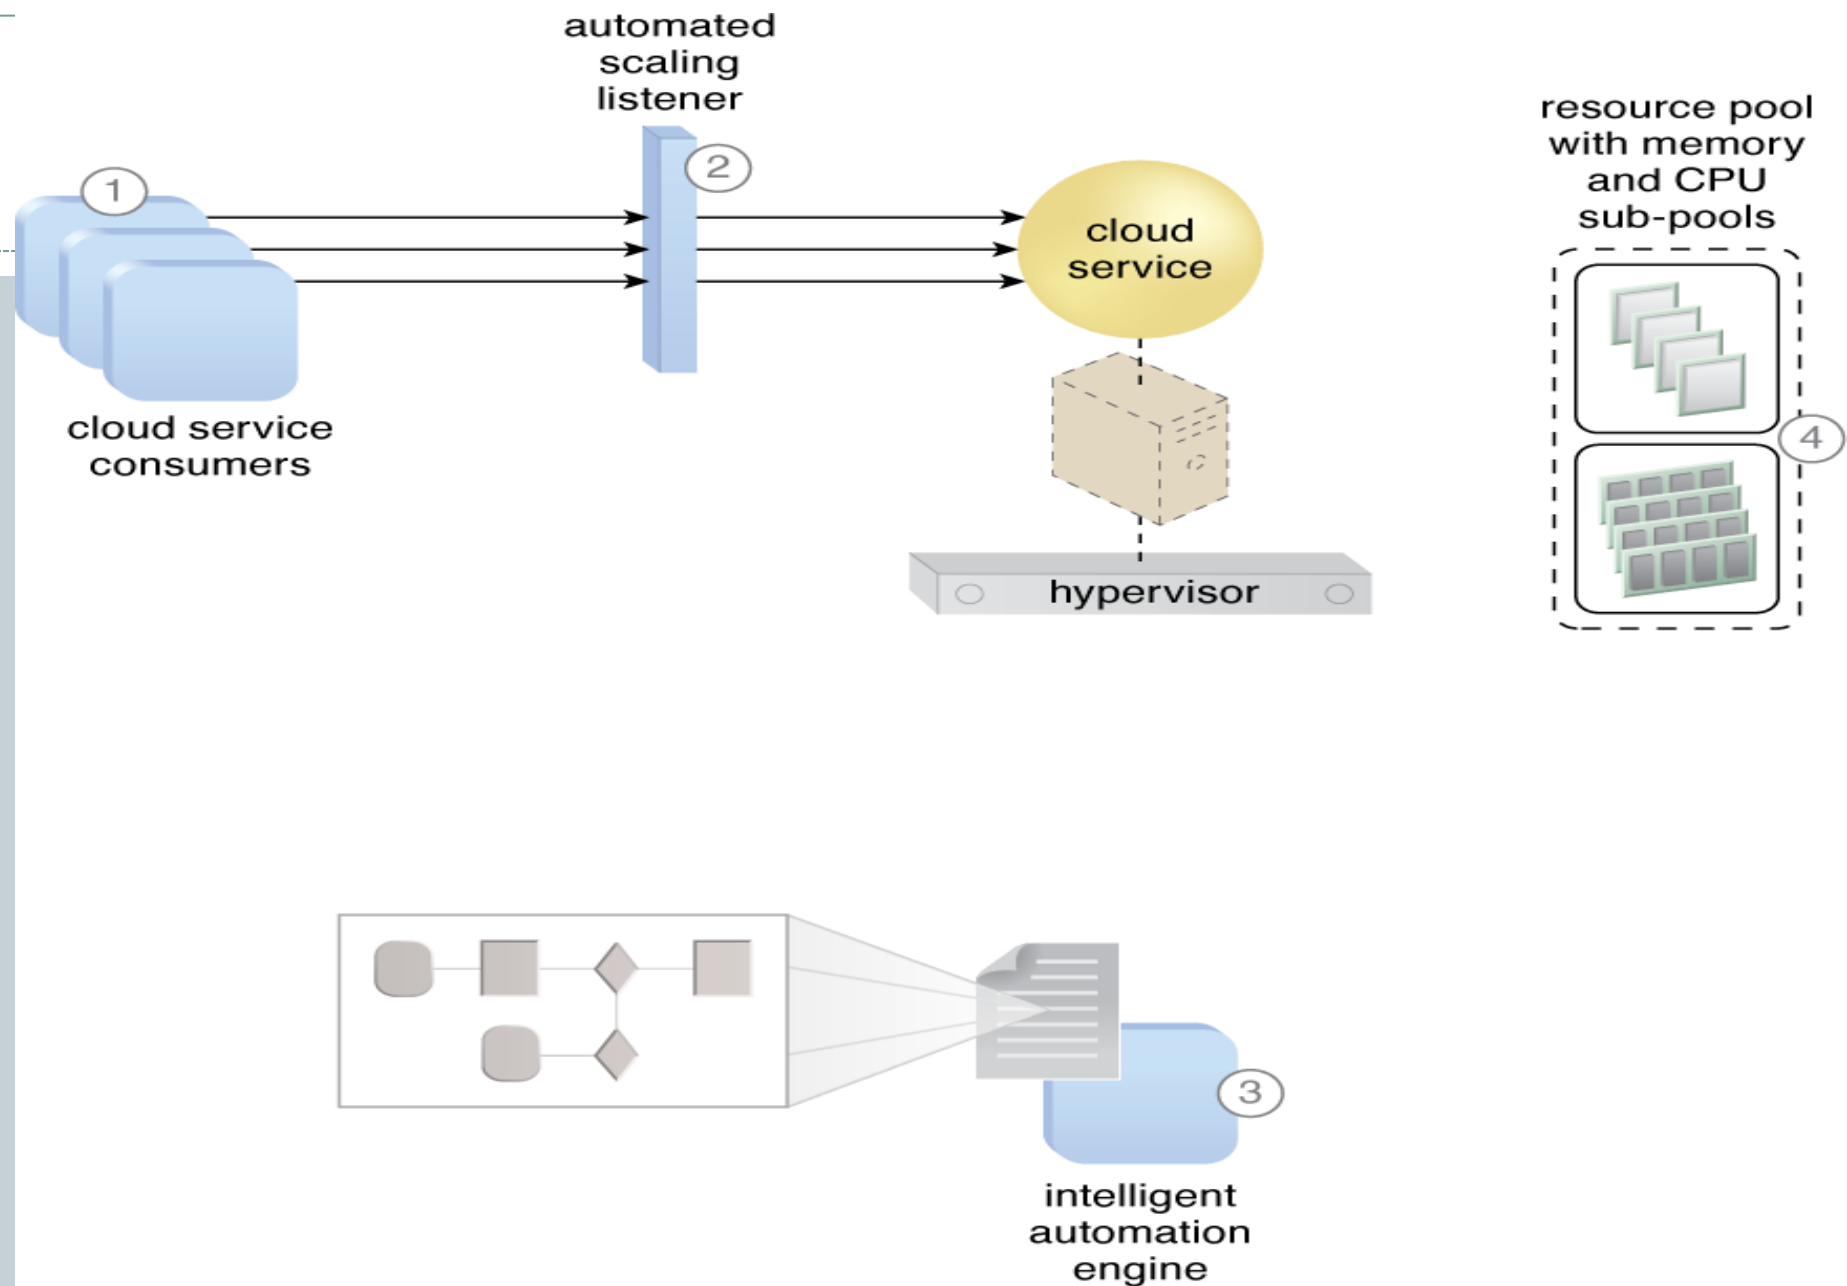 automated
scaling
listener
resource pool
with memory
and CPU
sub-pools
1
2
cloud
service
cloud service
consumers
4
hypervisor
3
intelligent
automation
engine